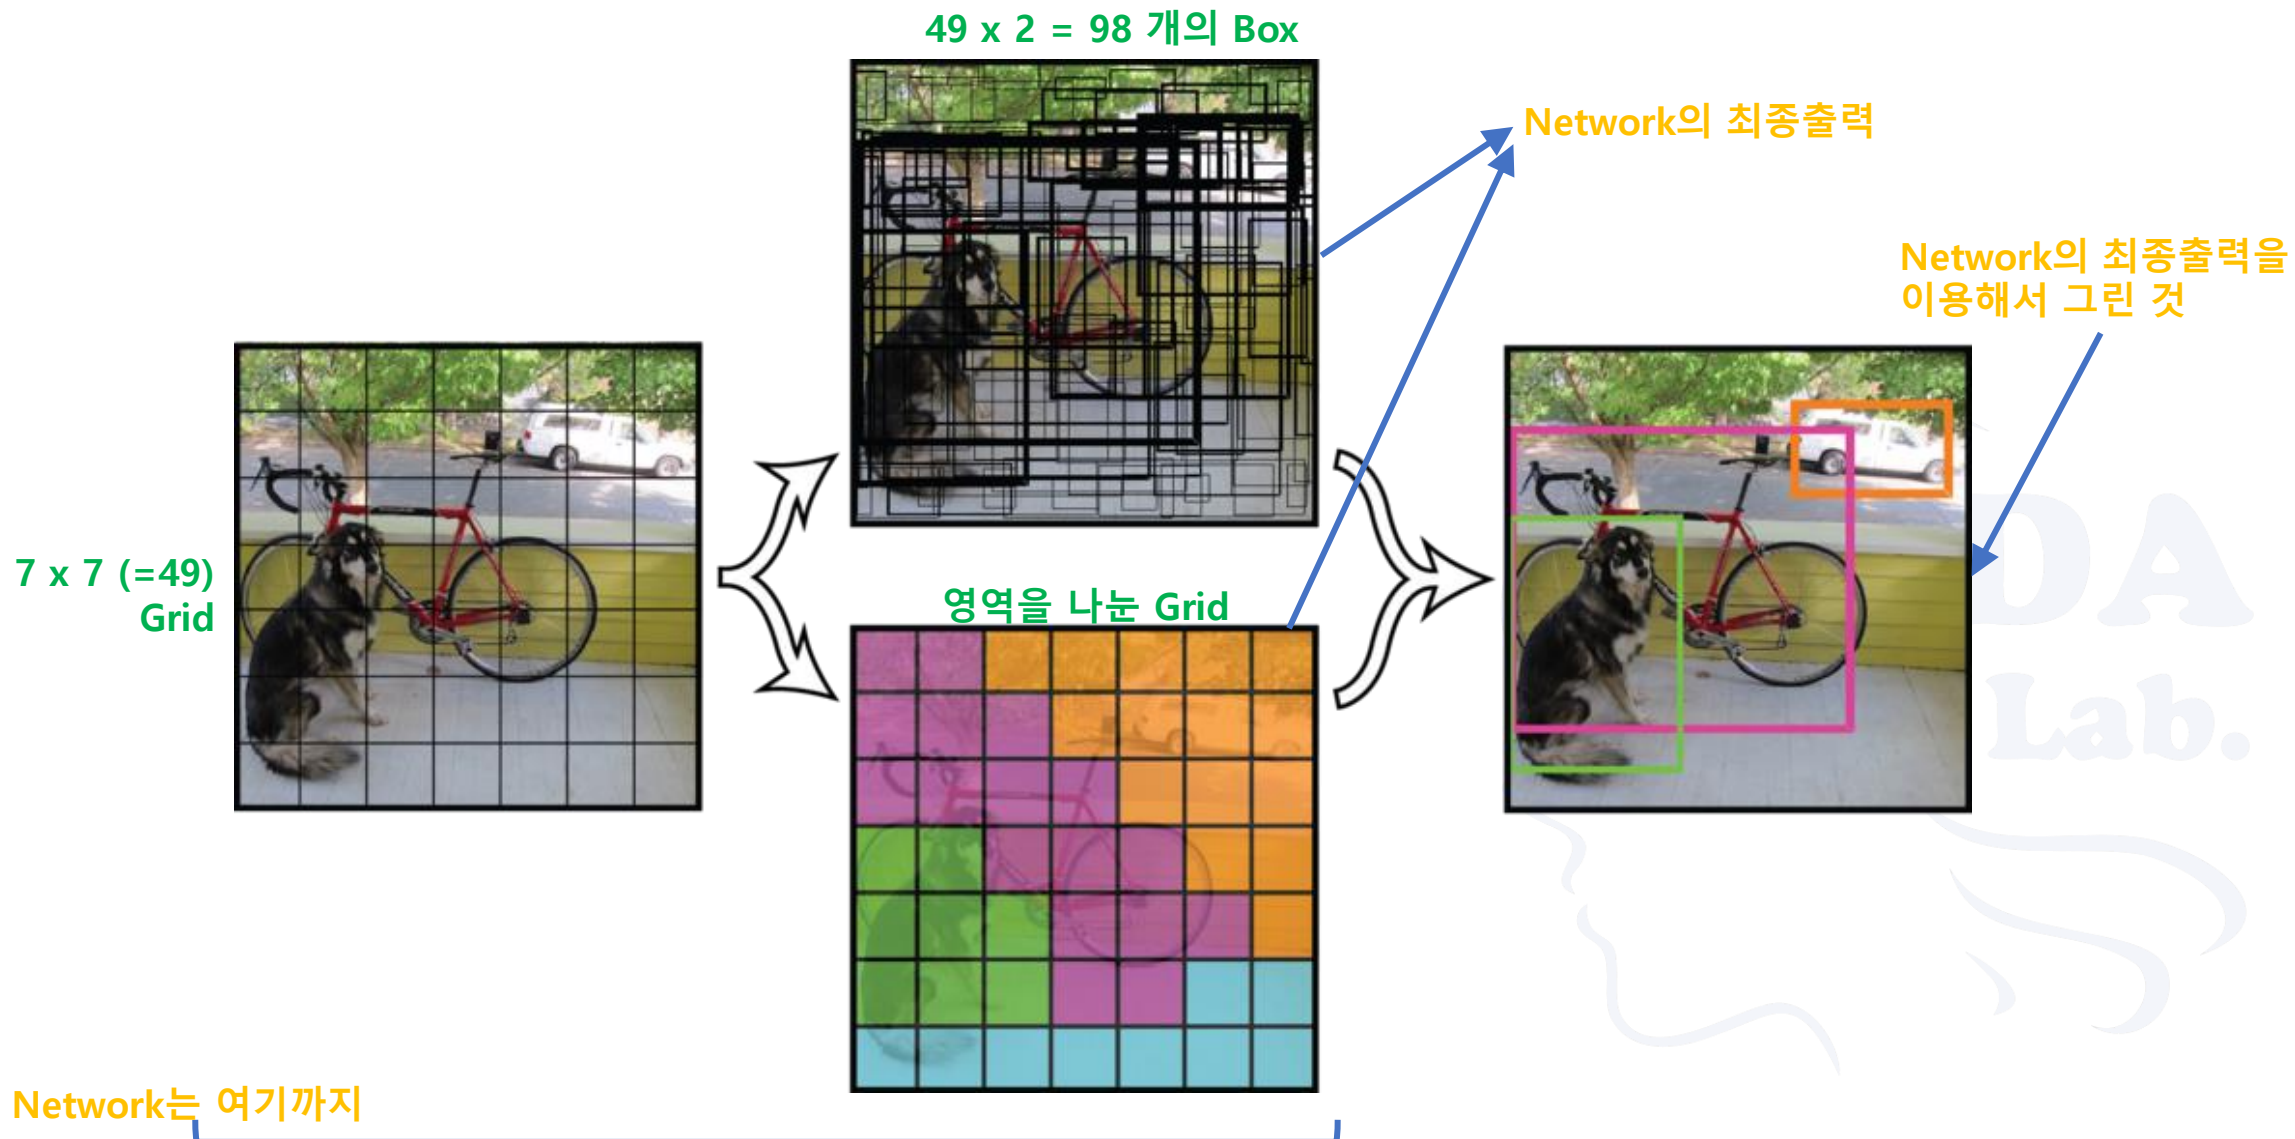 49 x 2 = 98 개의 Box
Network의 최종출력
Network의 최종출력을
이용해서 그린 것
7 x 7 (=49)
Grid
영역을 나눈 Grid
DA
Lab.
Network는 여기까지